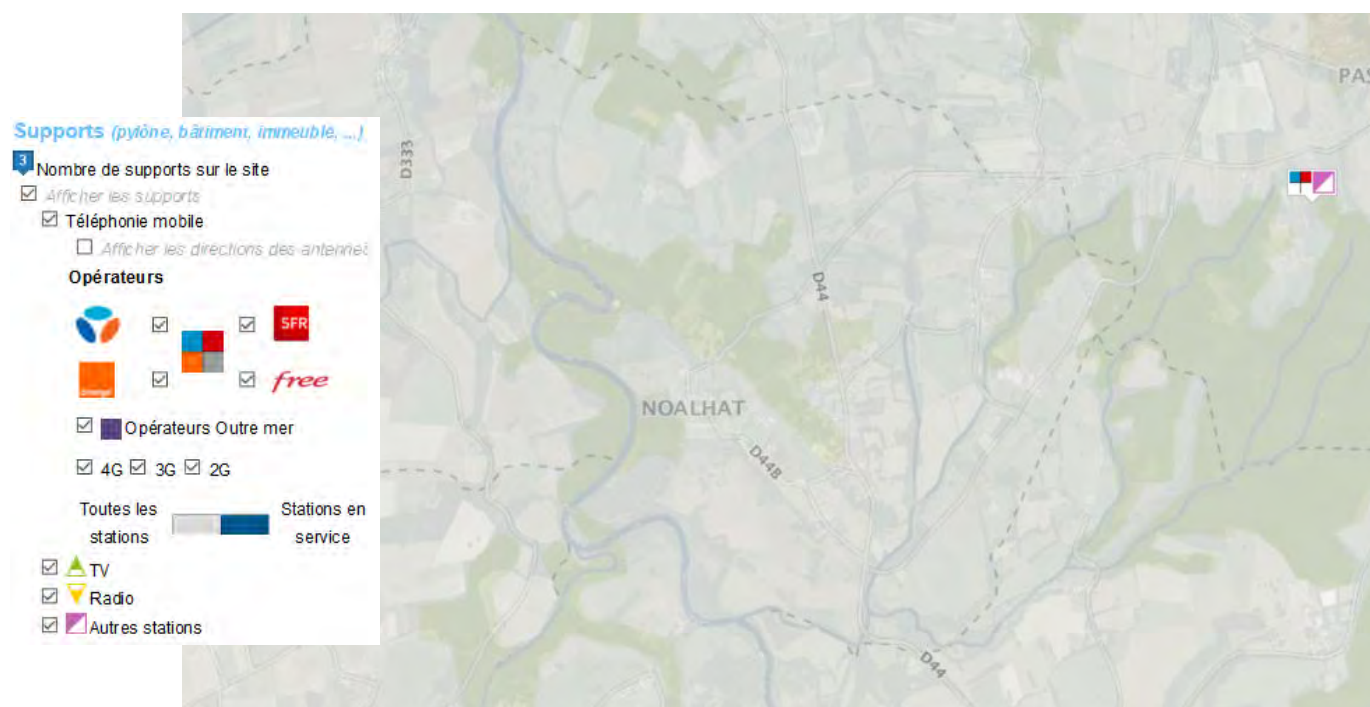 Supports (pylône, bâtiment, immeuble, ...)
3 Nombre de supports sur le site
Afficher les supports
Téléphonie mobile
Afficher les directions des antennes
Opérateurs
SFR
orange
free
Opérateurs Outre mer
4G 3G 2G
Toutes les stations
Stations en service
TV
Radio
Autres stations
PAS
D333
D44
NOALHAT
D44B
D44